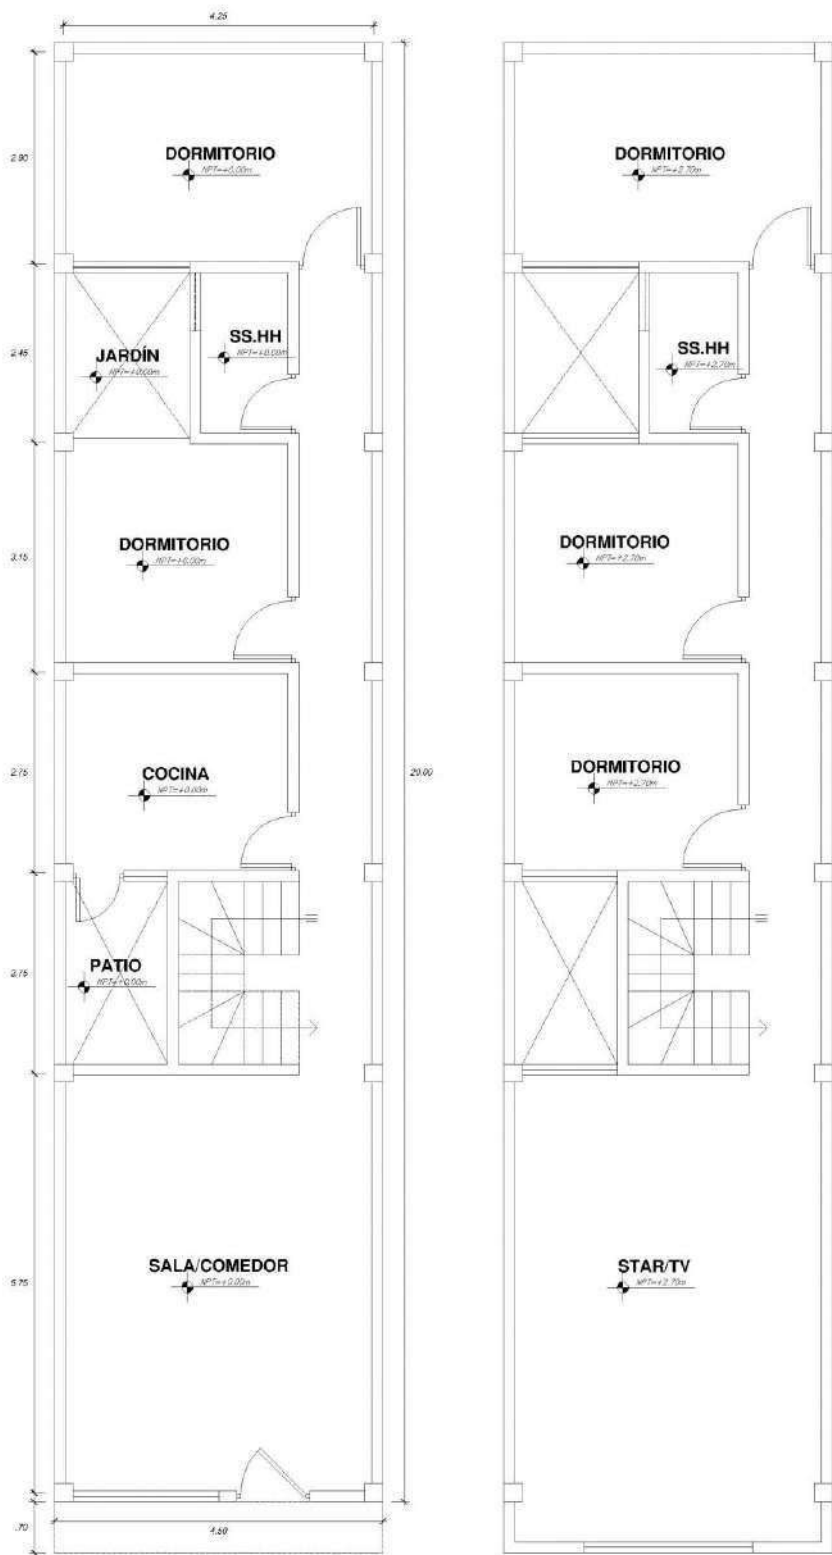 4.25
DORMITORIO
NPT=+0.00m
2.90
JARDÍN
NPT=+0.00m
SS.HH
NPT=+0.00m
2.45
DORMITORIO
NPT=+0.00m
3.15
COCINA
NPT=+0.00m
2.75
20.00
PATIO
NPT=+0.00m
2.75
SALA/COMEDOR
NPT=+0.00m
5.75
.70
4.50
DORMITORIO
NPT=+2.70m
SS.HH
NPT=+2.70m
DORMITORIO
NPT=+2.70m
DORMITORIO
NPT=+2.70m
STAR/TV
NPT=+2.70m